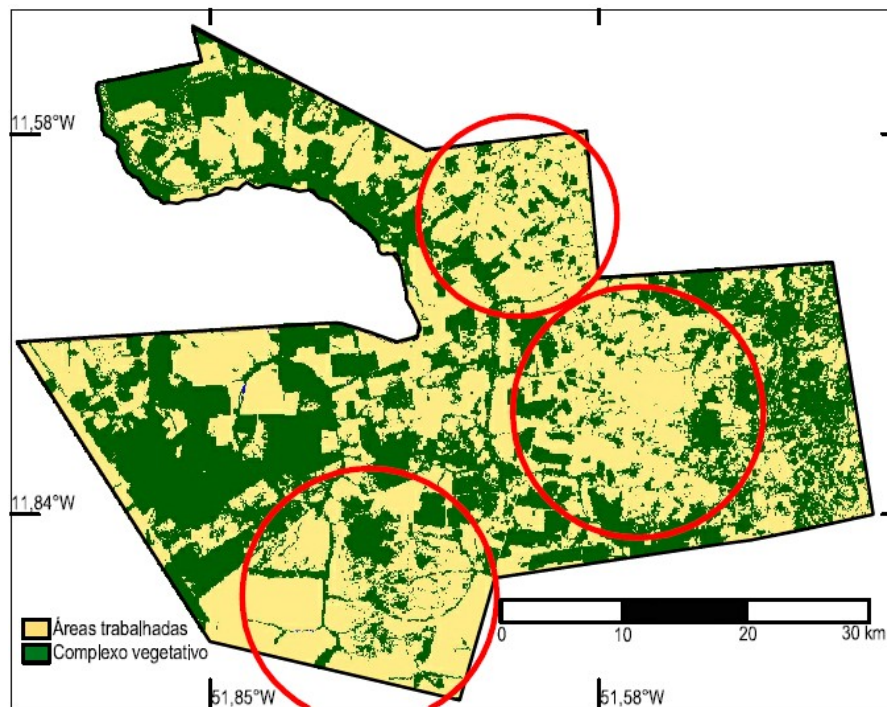 11,58°W
11,84°W
Áreas trabalhadas
Complexo vegetativo
0 10 20 30 km
51,85°W 51,58°W